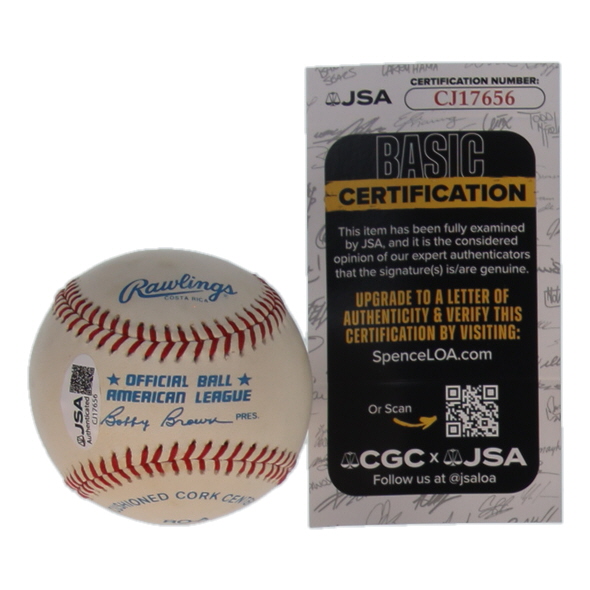 Rawlings
COSTA RICA
★ OFFICIAL BALL ★
AMERICAN LEAGUE
Bobby Brown PRES.
CUSHIONED CORK CENTER
JSA
Authenticated
CJ17656
CERTIFICATION NUMBER:
JSA
CJ17656
LARRY HAMA
BASIC
CERTIFICATION
This item has been fully examined
by JSA, and it is the considered
opinion of our expert authenticators
that the signature(s) is/are genuine.
UPGRADE TO A LETTER OF
AUTHENTICITY & VERIFY THIS
CERTIFICATION BY VISITING:
SpenceLOA.com
Or Scan
CGC x JSA
Follow us at @jsaloa